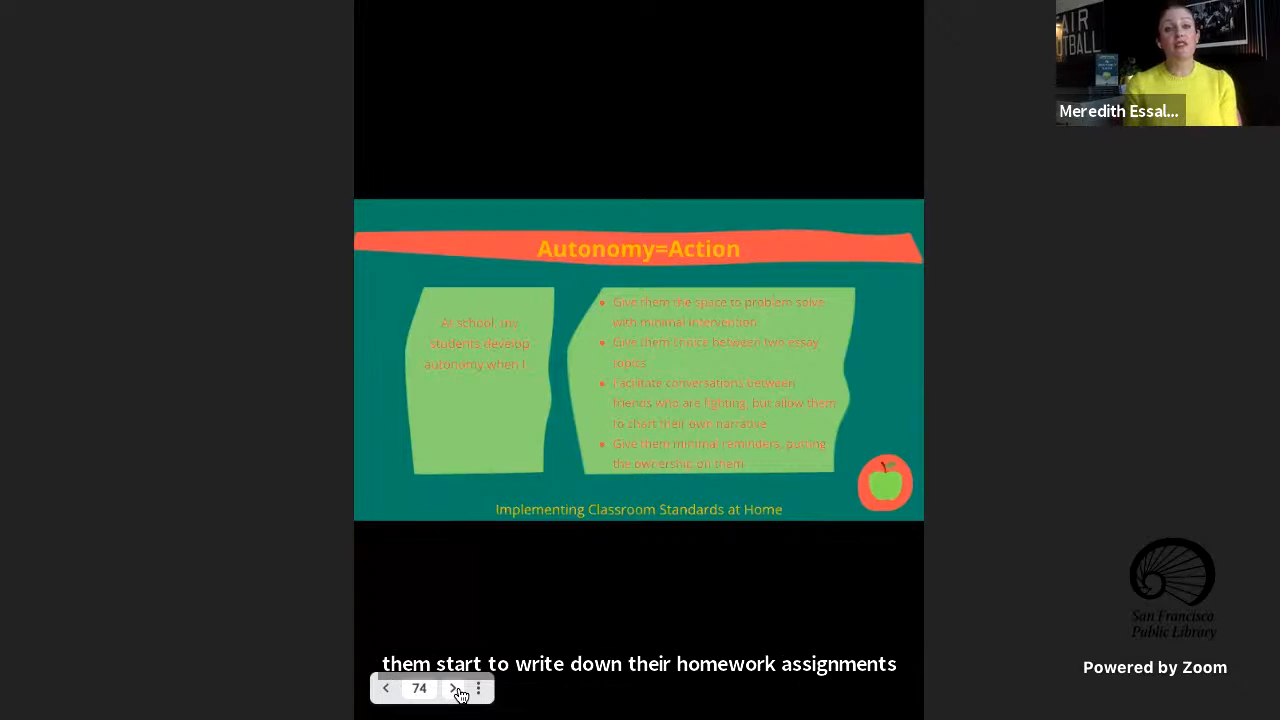 AIR
OTBALL
Meredith Essal...
Autonomy=Action
At school, my
students develop
autonomy when I...
• Give them the space to problem solve
with minimal intervention
• Give them choice between two essay
topics
• Facilitate conversations between
friends who are fighting, but allow them
to chart their own narrative
• Give them minimal reminders, putting
the ownership on them
Implementing Classroom Standards at Home
San Francisco
Public Library
them start to write down their homework assignments
Powered by Zoom
74